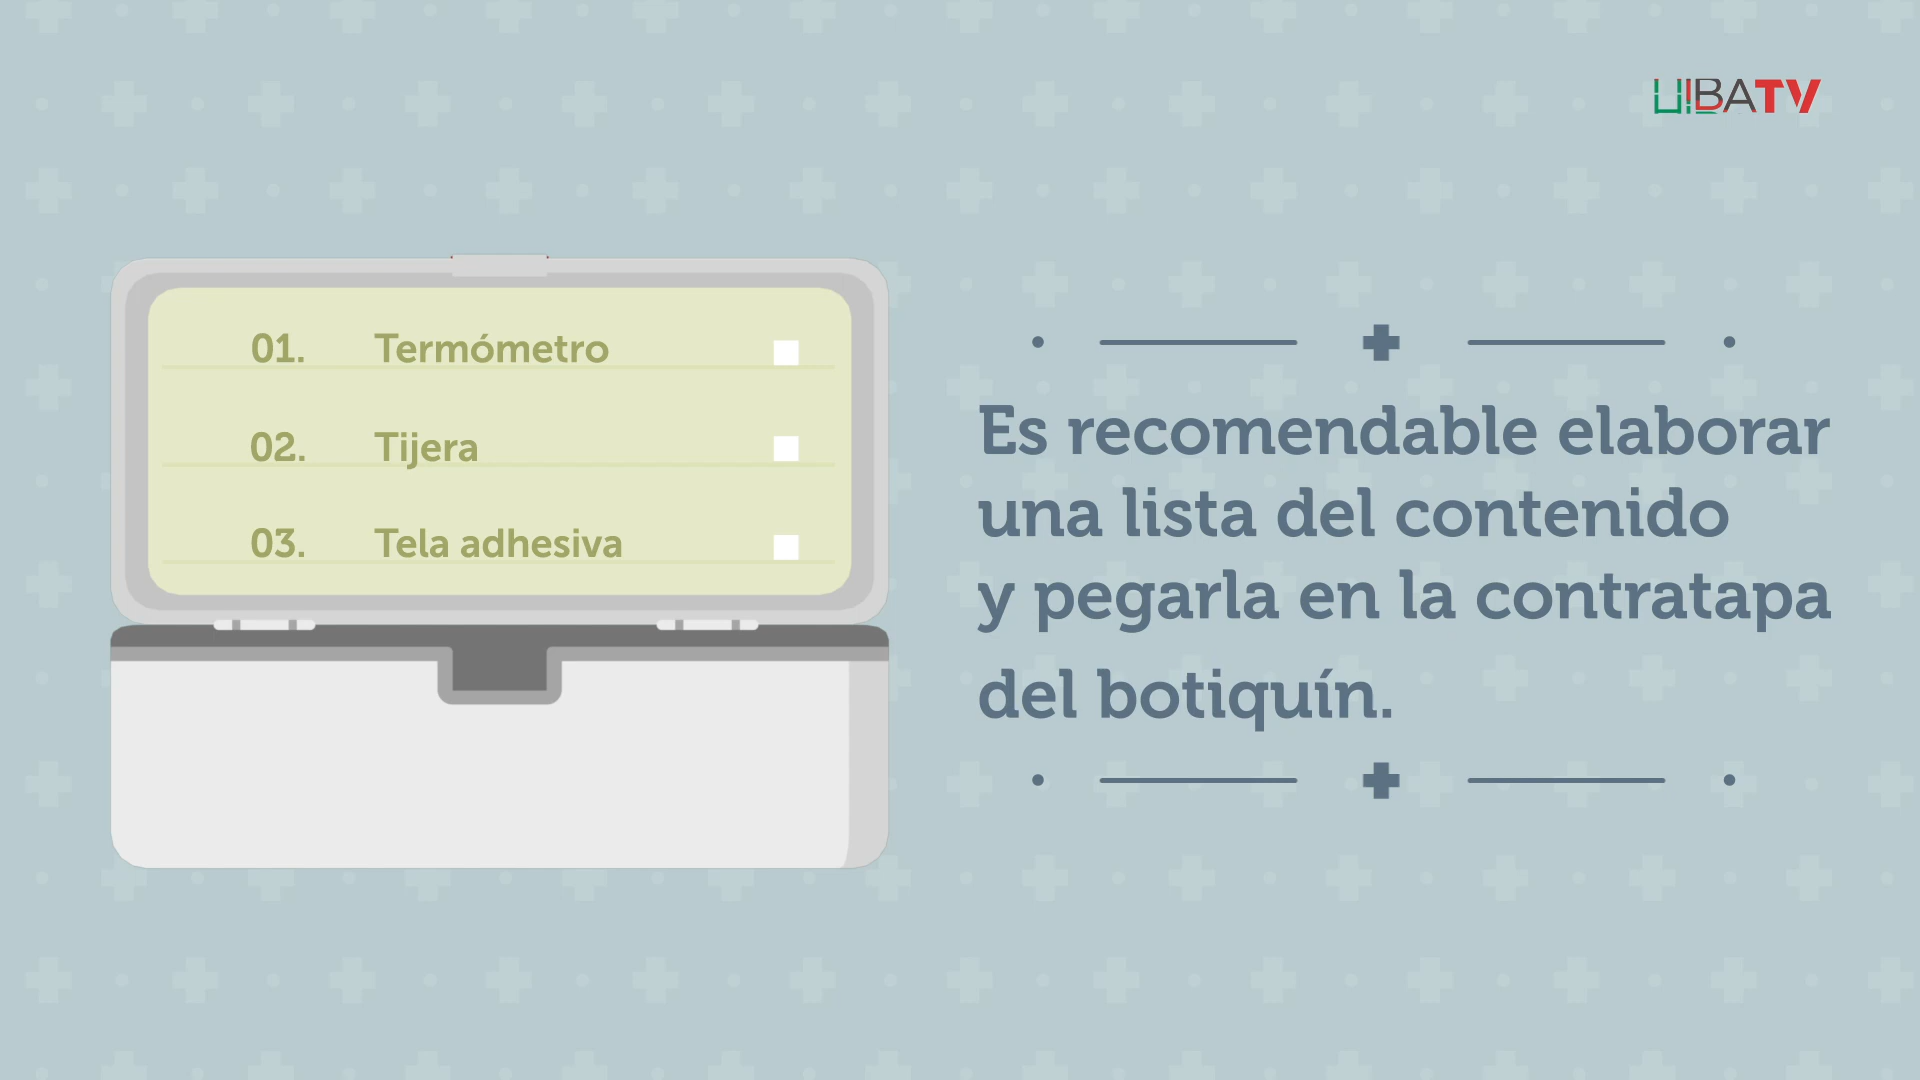 UBATV
01. Termómetro
02. Tijera
03. Tela adhesiva
Es recomendable elaborar
una lista del contenido
y pegarla en la contratapa
del botiquín.